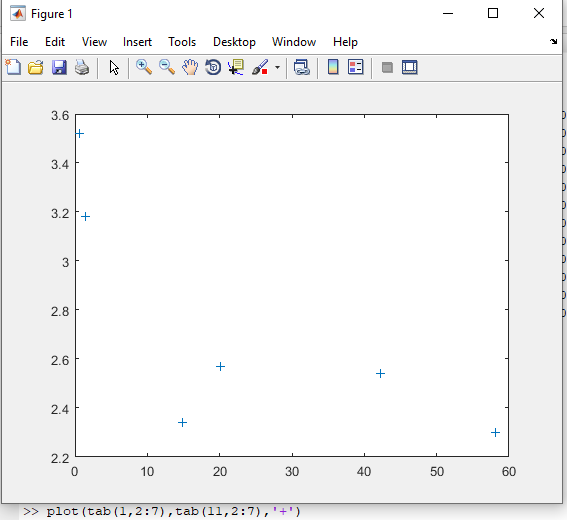 Figure 1
File Edit View Insert Tools Desktop Window Help
3.6
3.4
3.2
3
2.8
2.6
2.4
2.2
0 10 20 30 40 50 60
>> plot(tab(1,2:7),tab(11,2:7),'+')